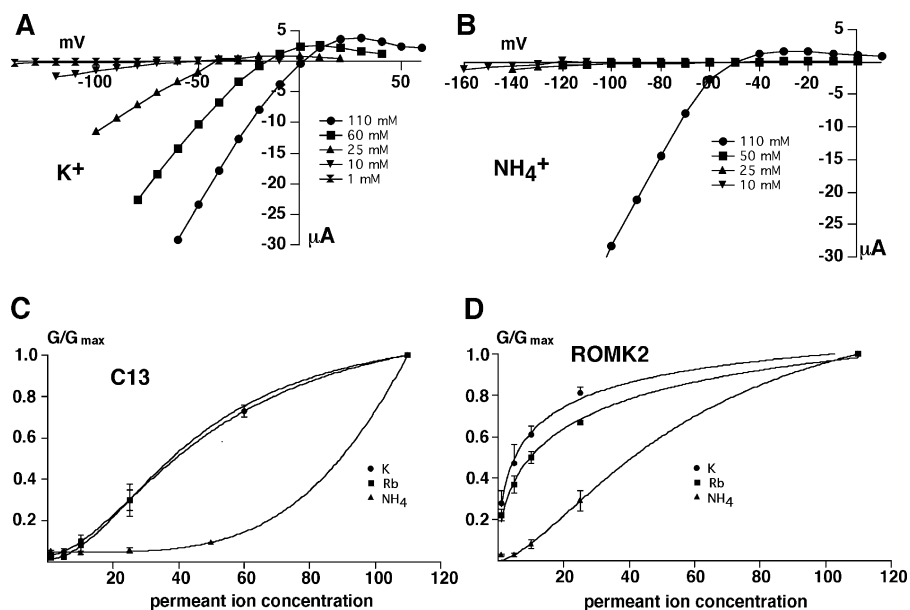 A
5
mV
-100
-50
50
-5
-10
-15
-20
-25
-30
µA
110 mM
60 mM
25 mM
10 mM
1 mM
K+
B
5
mV
-160
-140
-120
-100
-80
-60
-40
-20
-5
-10
-15
-20
-25
-30
µA
110 mM
50 mM
25 mM
10 mM
NH4+
C
G/Gmax
C13
1.0
0.8
0.6
0.4
0.2
K
Rb
NH4
20
40
60
80
100
120
permeant ion concentration
D
G/Gmax
ROMK2
1.0
0.8
0.6
0.4
0.2
K
Rb
NH4
20
40
60
80
100
120
permeant ion concentration